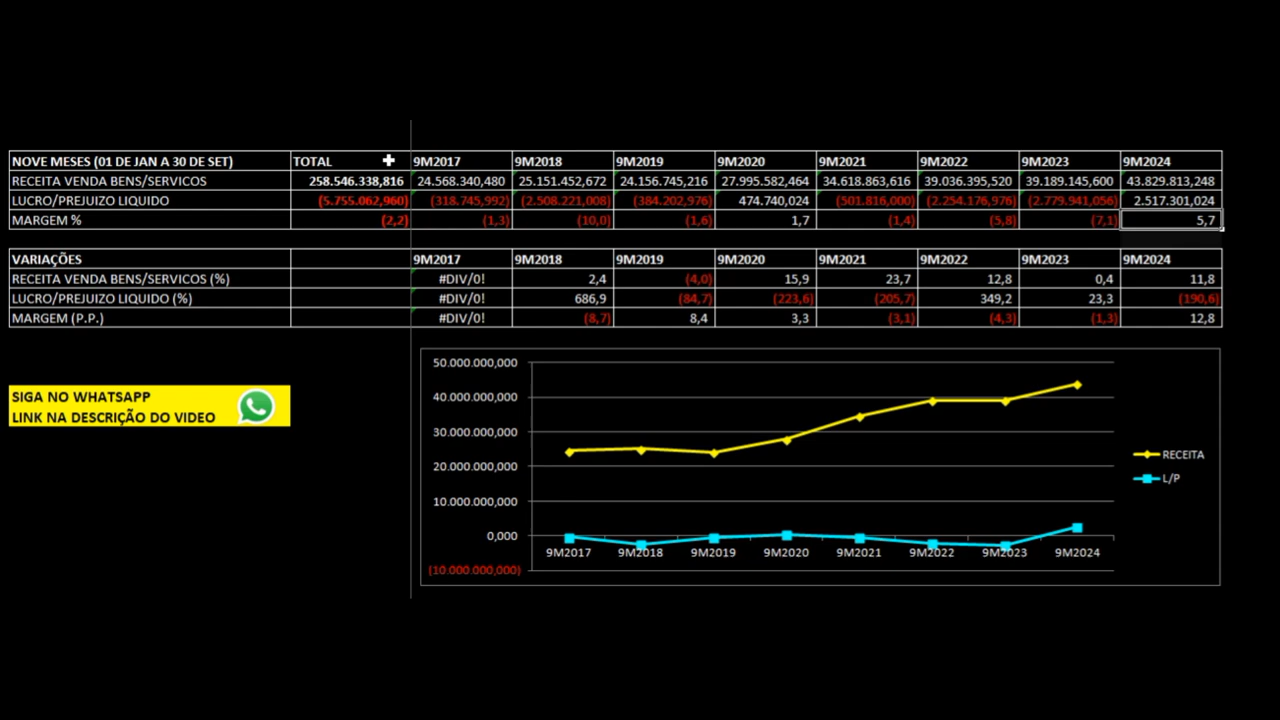 NOVE MESES (01 DE JAN A 30 DE SET) TOTAL 9M2017 9M2018 9M2019 9M2020 9M2021 9M2022 9M2023 9M2024
RECEITA VENDA BENS/SERVICOS 258.546.338,816 24.568.340,480 25.151.452,672 24.156.745,216 27.995.582,464 34.618.863,616 39.036.395,520 39.189.145,600 43.829.813,248
LUCRO/PREJUIZO LIQUIDO (5.755.062,960) (318.745,992) (2.508.221,008) (384.202,976) 474.740,024 (501.816,000) (2.254.176,976) (2.779.941,056) 2.517.301,024
MARGEM % (2,2) (1,3) (10,0) (1,6) 1,7 (1,4) (5,8) (7,1) 5,7
VARIAÇÕES 9M2017 9M2018 9M2019 9M2020 9M2021 9M2022 9M2023 9M2024
RECEITA VENDA BENS/SERVICOS (%) #DIV/0! 2,4 (4,0) 15,9 23,7 12,8 0,4 11,8
LUCRO/PREJUIZO LIQUIDO (%) #DIV/0! 686,9 (84,7) (223,6) (205,7) 349,2 23,3 (190,6)
MARGEM (P.P.) #DIV/0! (8,7) 8,4 3,3 (3,1) (4,3) (1,3) 12,8
SIGA NO WHATSAPP
LINK NA DESCRIÇÃO DO VIDEO
50.000.000,000
40.000.000,000
30.000.000,000
20.000.000,000
10.000.000,000
0,000
(10.000.000,000)
9M2017 9M2018 9M2019 9M2020 9M2021 9M2022 9M2023 9M2024
RECEITA
L/P